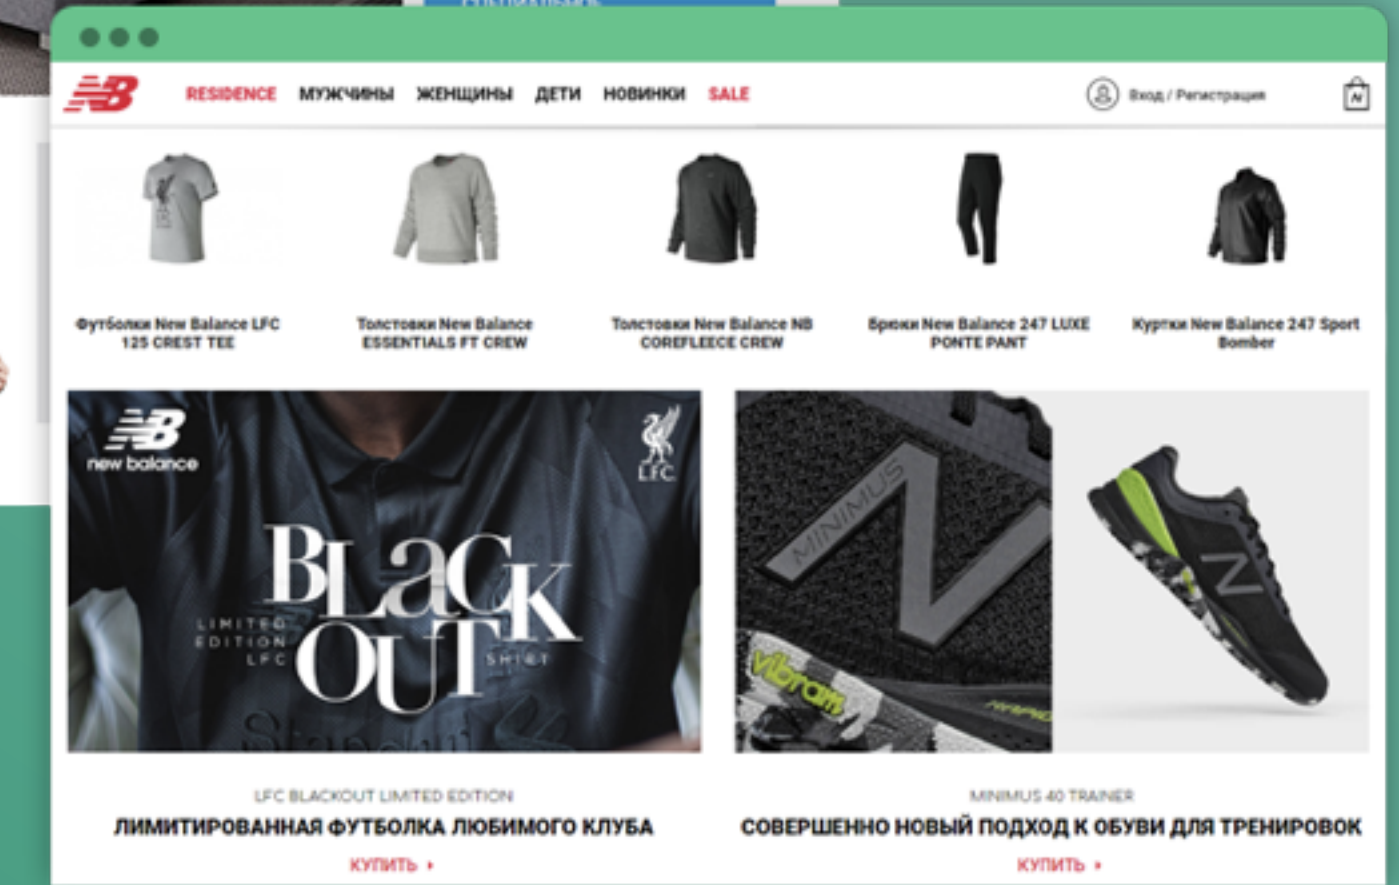 RESIDENCE МУЖЧИНЫ ЖЕНЩИНЫ ДЕТИ НОВИНКИ SALE Вход / Регистрация
Футболки New Balance LFC
125 CREST TEE
Толстовки New Balance
ESSENTIALS FT CREW
Толстовки New Balance NB
COREFLEECE CREW
Брюки New Balance 247 LUXE
PONTE PANT
Куртки New Balance 247 Sport
Bomber
NB
new balance
L.F.C.
BLaCK
OUT
LIMITED
EDITION
LFC
SHIRT
MINIMUS
N
vibram
N
LFC BLACKOUT LIMITED EDITION
ЛИМИТИРОВАННАЯ ФУТБОЛКА ЛЮБИМОГО КЛУБА
КУПИТЬ
MINIMUS 40 TRAINER
СОВЕРШЕННО НОВЫЙ ПОДХОД К ОБУВИ ДЛЯ ТРЕНИРОВОК
КУПИТЬ